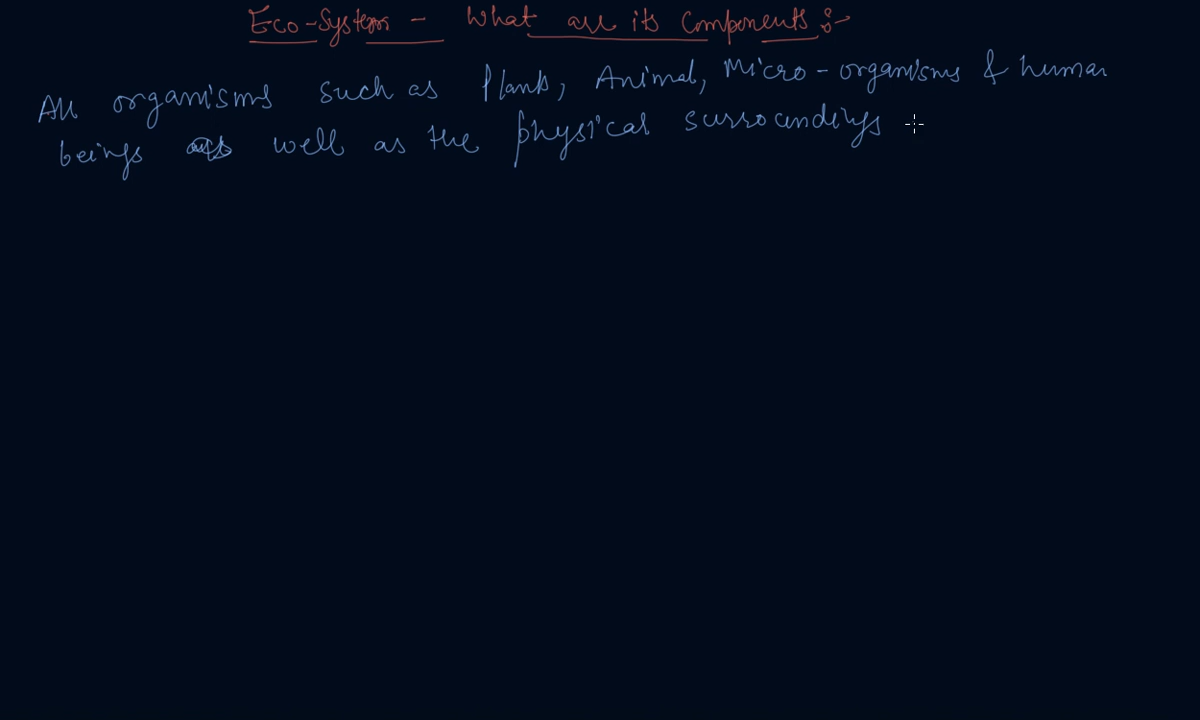 Eco-System - What are its Components :-
All organisms such as Plants, Animal, Micro-organisms & human
beings as well as the physical surroundings